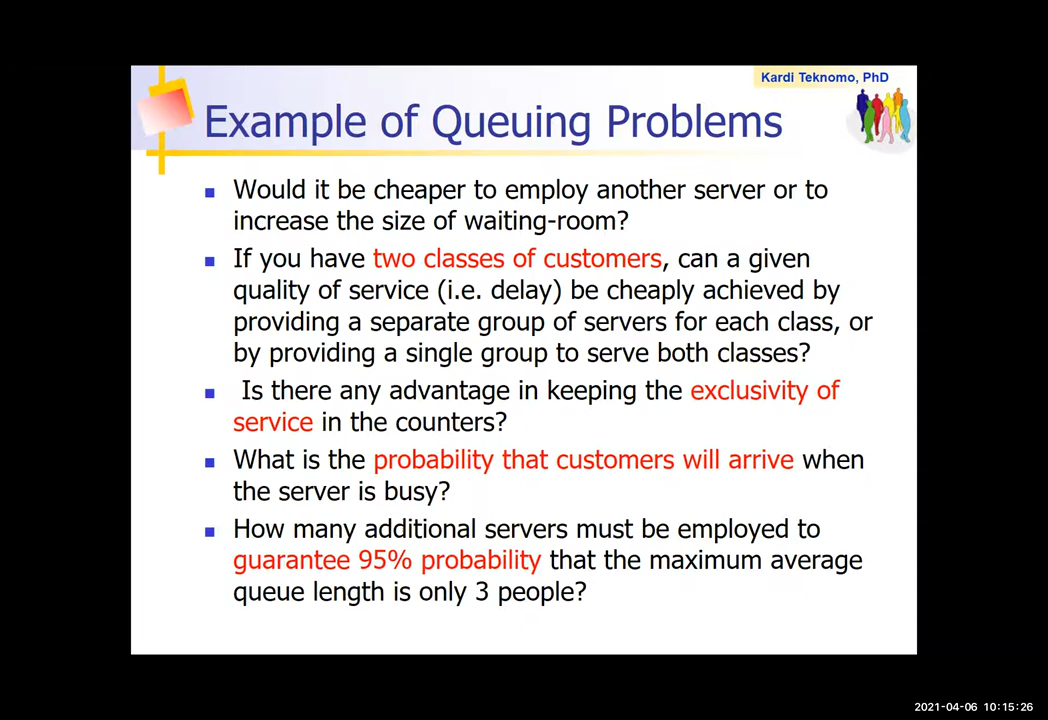 Kardi Teknomo, PhD
Example of Queuing Problems
Would it be cheaper to employ another server or to
increase the size of waiting-room?
If you have two classes of customers, can a given
quality of service (i.e. delay) be cheaply achieved by
providing a separate group of servers for each class, or
by providing a single group to serve both classes?
Is there any advantage in keeping the exclusivity of
service in the counters?
What is the probability that customers will arrive when
the server is busy?
How many additional servers must be employed to
guarantee 95% probability that the maximum average
queue length is only 3 people?
2021-04-06 10:15:26